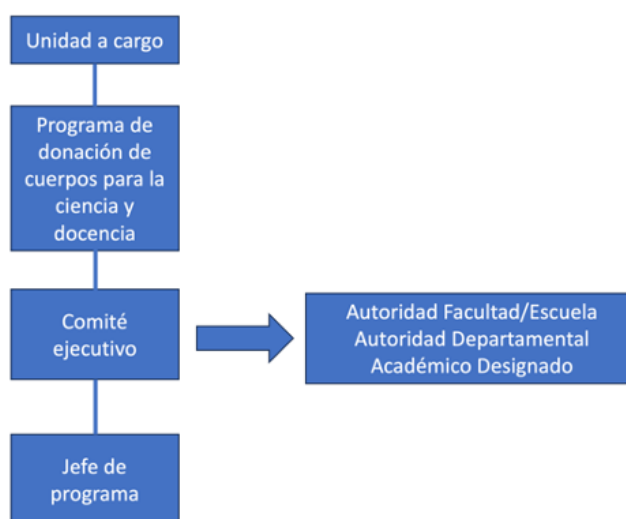 Unidad a cargo
Programa de
donación de
cuerpos para la
ciencia y
docencia
Comité
ejecutivo
Autoridad Facultad/Escuela
Autoridad Departamental
Académico Designado
Jefe de
programa